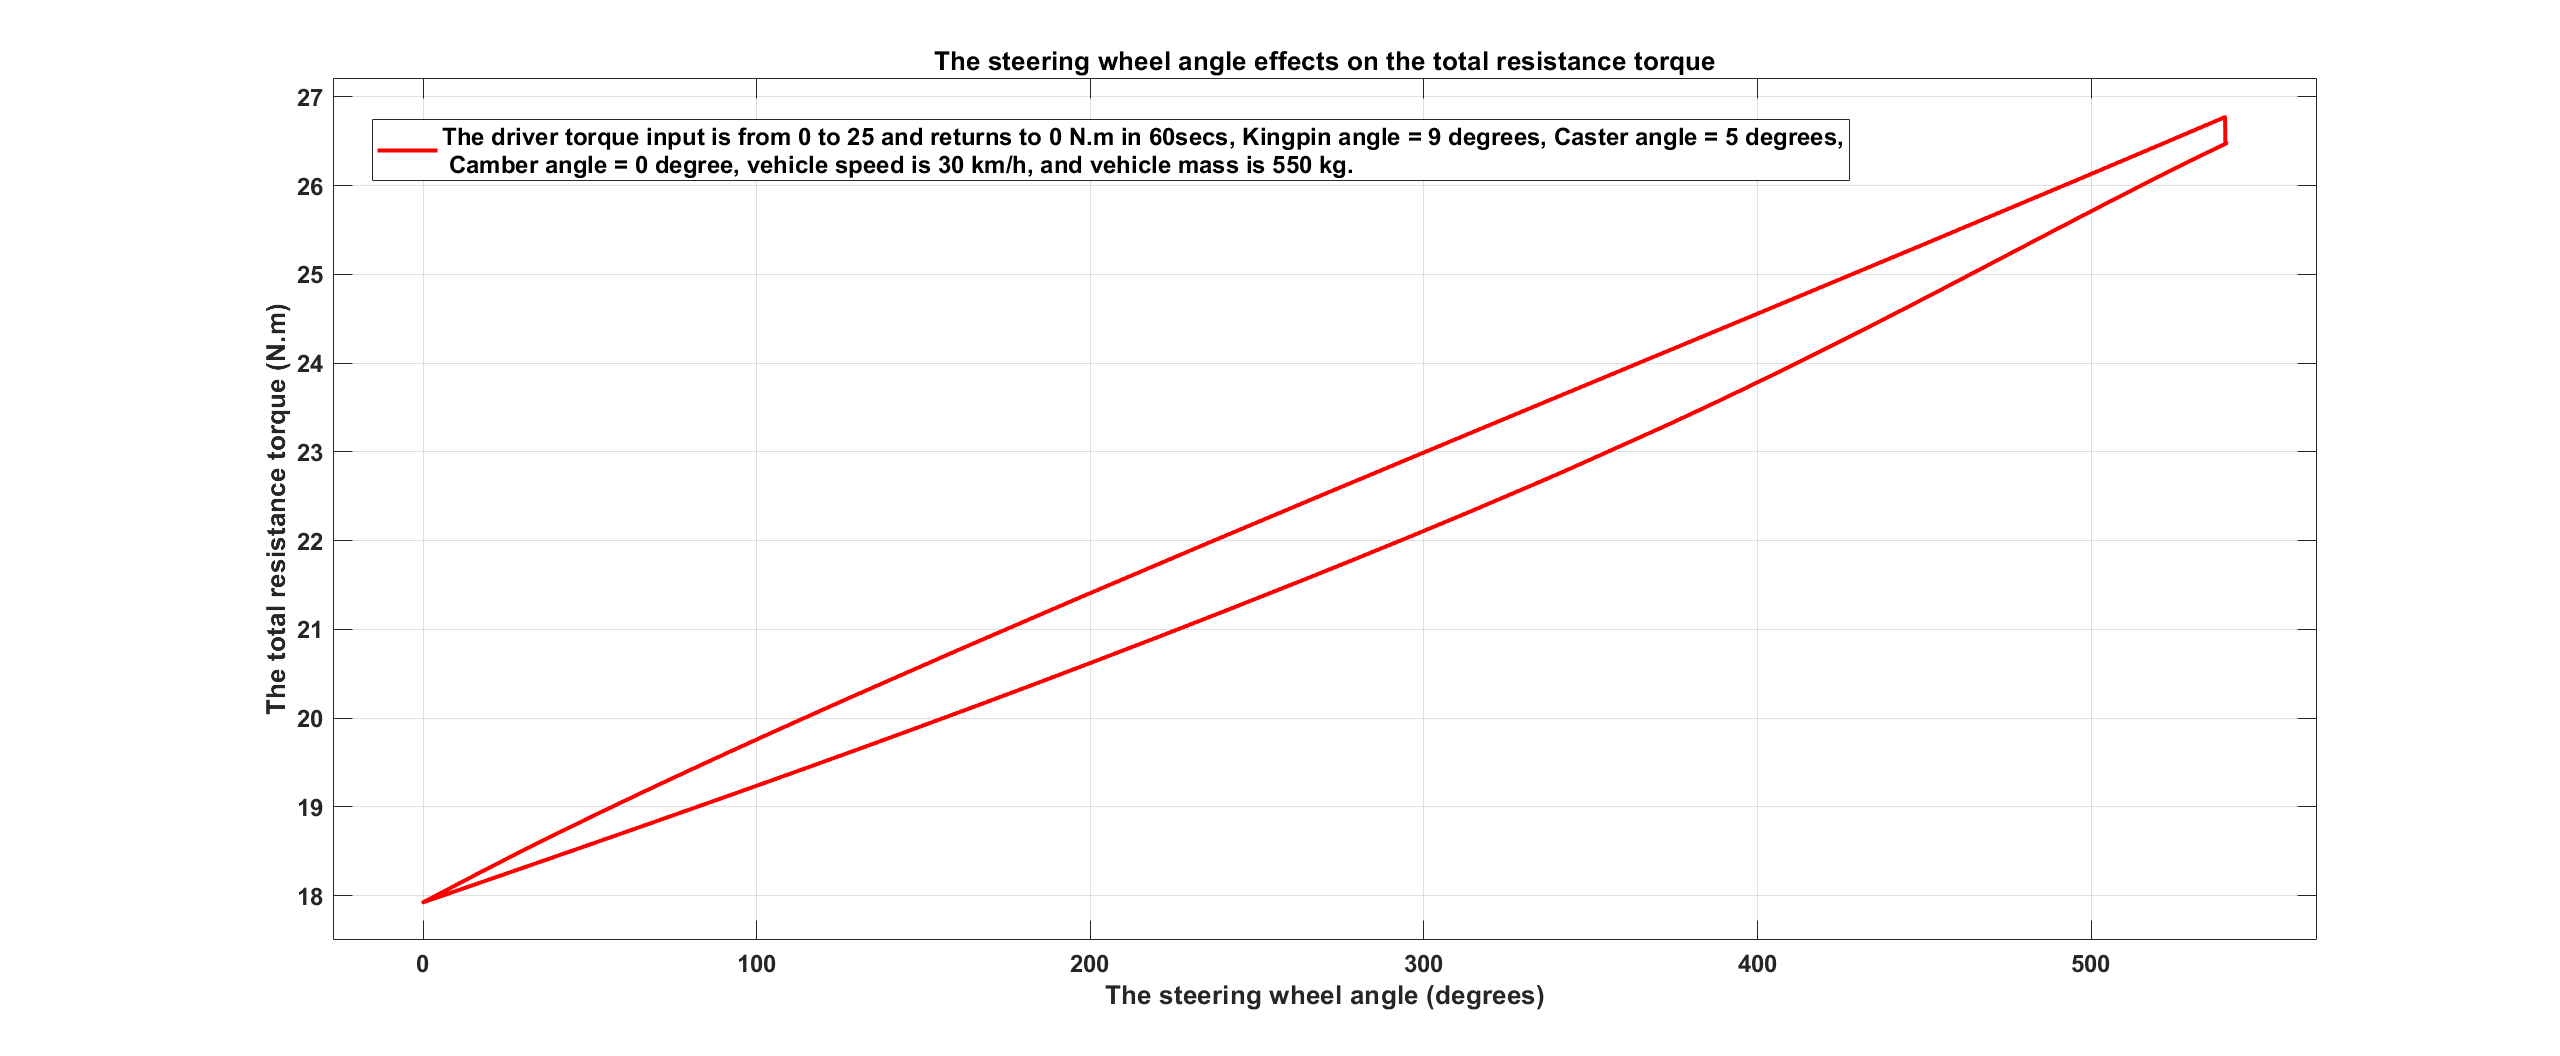 The steering wheel angle effects on the total resistance torque
The driver torque input is from 0 to 25 and returns to 0 N.m in 60secs, Kingpin angle = 9 degrees, Caster angle = 5 degrees,
Camber angle = 0 degree, vehicle speed is 30 km/h, and vehicle mass is 550 kg.
The total resistance torque (N.m)
27
26
25
24
23
22
21
20
19
18
0 100 200 300 400 500
The steering wheel angle (degrees)